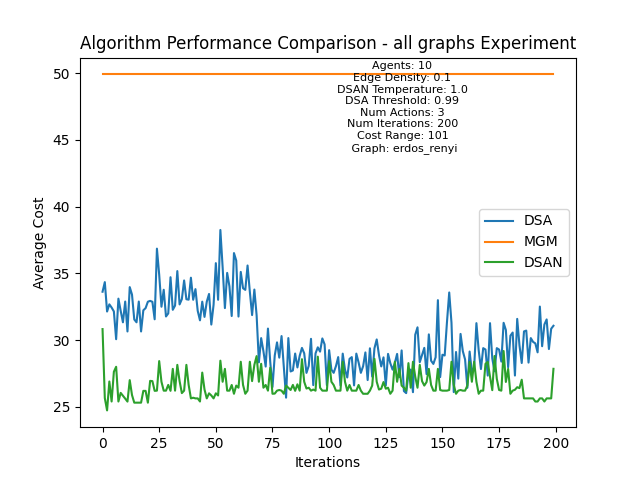 Algorithm Performance Comparison - all graphs Experiment
Agents: 10
Edge Density: 0.1
DSAN Temperature: 1.0
DSA Threshold: 0.99
Num Actions: 3
Num Iterations: 200
Cost Range: 101
Graph: erdos_renyi
DSA
MGM
DSAN
Average Cost
50
45
40
35
30
25
0 25 50 75 100 125 150 175 200
Iterations